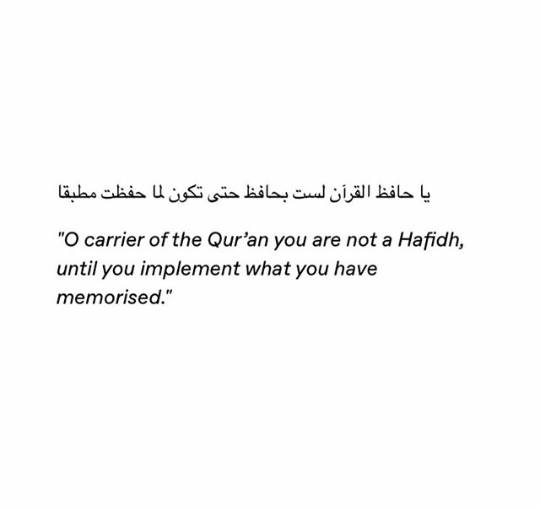 يا حافظ القرآن لست بحافظ حتى تكون لما حفظت مطبقا
"O carrier of the Qur’an you are not a Hafidh,
until you implement what you have
memorised."